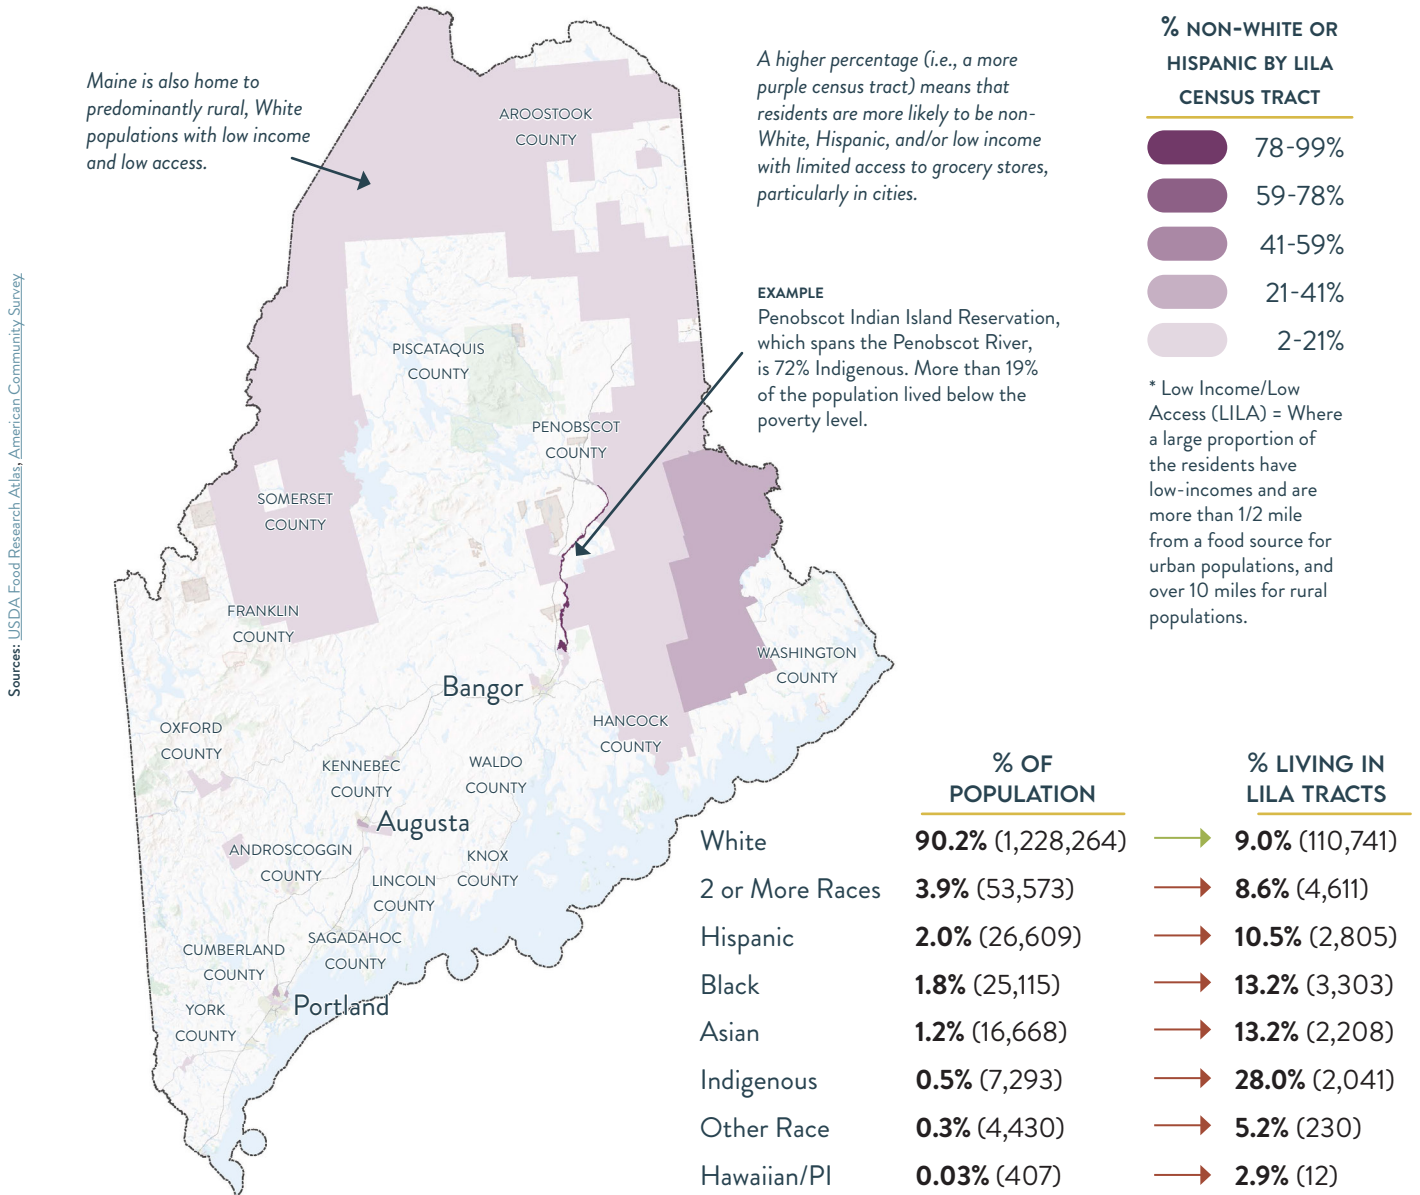 Maine is also home to
predominantly rural, White
populations with low income
and low access.
A higher percentage (i.e., a more
purple census tract) means that
residents are more likely to be non-
White, Hispanic, and/or low income
with limited access to grocery stores,
particularly in cities.
% NON-WHITE OR
HISPANIC BY LILA
CENSUS TRACT
78-99%
59-78%
41-59%
21-41%
2-21%
* Low Income/Low
Access (LILA) = Where
a large proportion of
the residents have
low-incomes and are
more than 1/2 mile
from a food source for
urban populations, and
over 10 miles for rural
populations.
EXAMPLE
Penobscot Indian Island Reservation,
which spans the Penobscot River,
is 72% Indigenous. More than 19%
of the population lived below the
poverty level.
AROOSTOOK
COUNTY
PISCATAQUIS
COUNTY
PENOBSCOT
COUNTY
SOMERSET
COUNTY
FRANKLIN
COUNTY
WASHINGTON
COUNTY
Bangor
HANCOCK
COUNTY
OXFORD
COUNTY
KENNEBEC
COUNTY
WALDO
COUNTY
Augusta
ANDROSCOGGIN
COUNTY
KNOX
COUNTY
LINCOLN
COUNTY
SAGADAHOC
COUNTY
CUMBERLAND
COUNTY
Portland
YORK
COUNTY
Sources: USDA Food Research Atlas, American Community Survey
% OF
POPULATION
% LIVING IN
LILA TRACTS
White 90.2% (1,228,264) 9.0% (110,741)
2 or More Races 3.9% (53,573) 8.6% (4,611)
Hispanic 2.0% (26,609) 10.5% (2,805)
Black 1.8% (25,115) 13.2% (3,303)
Asian 1.2% (16,668) 13.2% (2,208)
Indigenous 0.5% (7,293) 28.0% (2,041)
Other Race 0.3% (4,430) 5.2% (230)
Hawaiian/PI 0.03% (407) 2.9% (12)